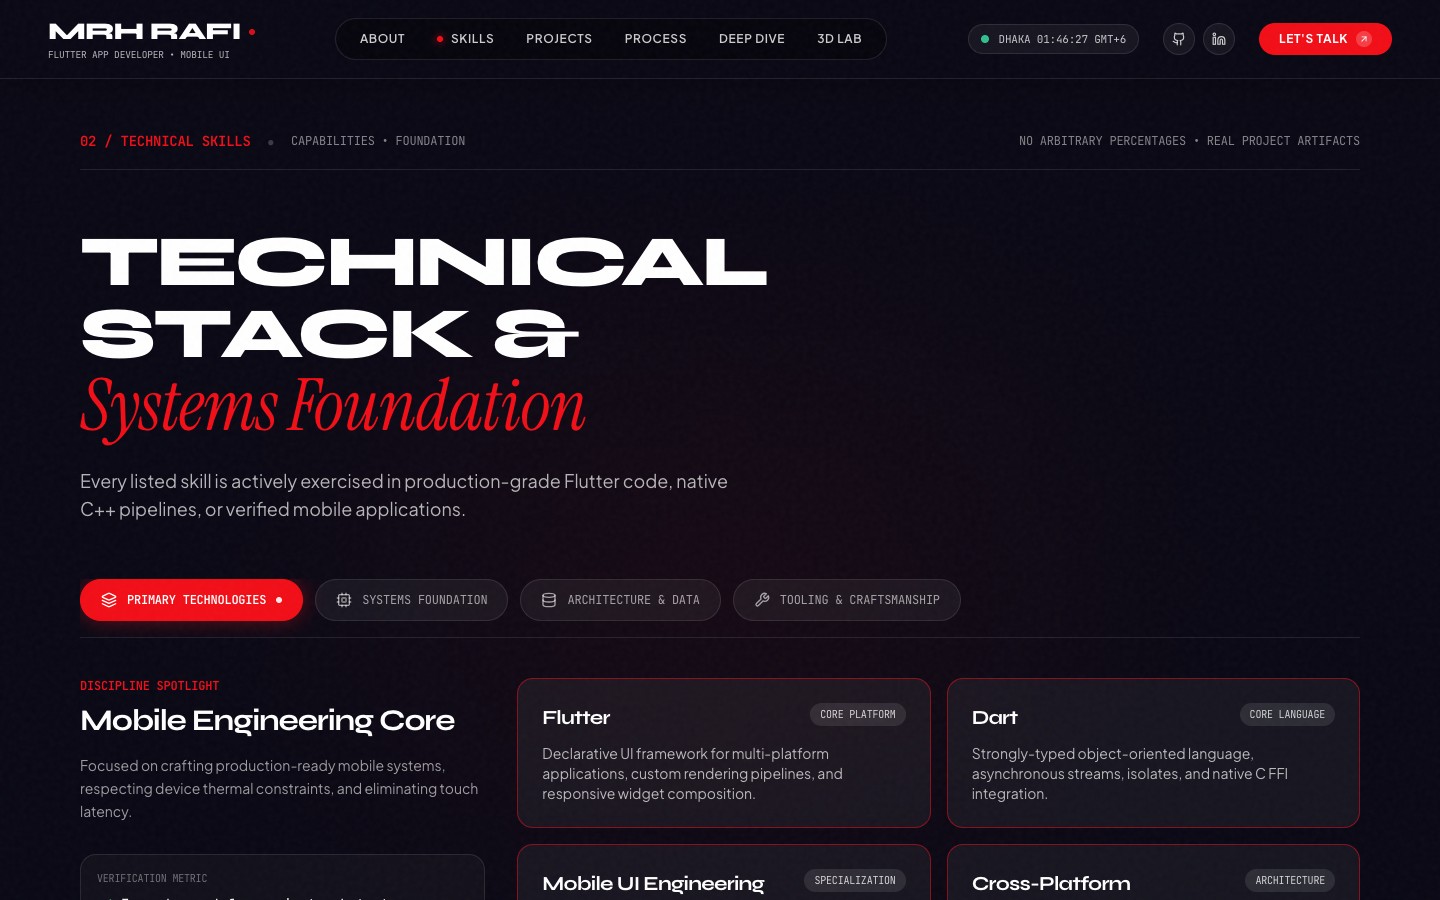 MRH RAFI
FLUTTER APP DEVELOPER • MOBILE UI
ABOUT
SKILLS
PROJECTS
PROCESS
DEEP DIVE
3D LAB
DHAKA 01:46:27 GMT+6
LET'S TALK
02 / TECHNICAL SKILLS
CAPABILITIES • FOUNDATION
NO ARBITRARY PERCENTAGES • REAL PROJECT ARTIFACTS
TECHNICAL
STACK &
Systems Foundation
Every listed skill is actively exercised in production-grade Flutter code, native
C++ pipelines, or verified mobile applications.
PRIMARY TECHNOLOGIES
SYSTEMS FOUNDATION
ARCHITECTURE & DATA
TOOLING & CRAFTSMANSHIP
DISCIPLINE SPOTLIGHT
Mobile Engineering Core
Focused on crafting production-ready mobile systems,
respecting device thermal constraints, and eliminating touch
latency.
VERIFICATION METRIC
Flutter
CORE PLATFORM
Declarative UI framework for multi-platform
applications, custom rendering pipelines, and
responsive widget composition.
Dart
CORE LANGUAGE
Strongly-typed object-oriented language,
asynchronous streams, isolates, and native C FFI
integration.
Mobile UI Engineering
SPECIALIZATION
Cross-Platform
ARCHITECTURE